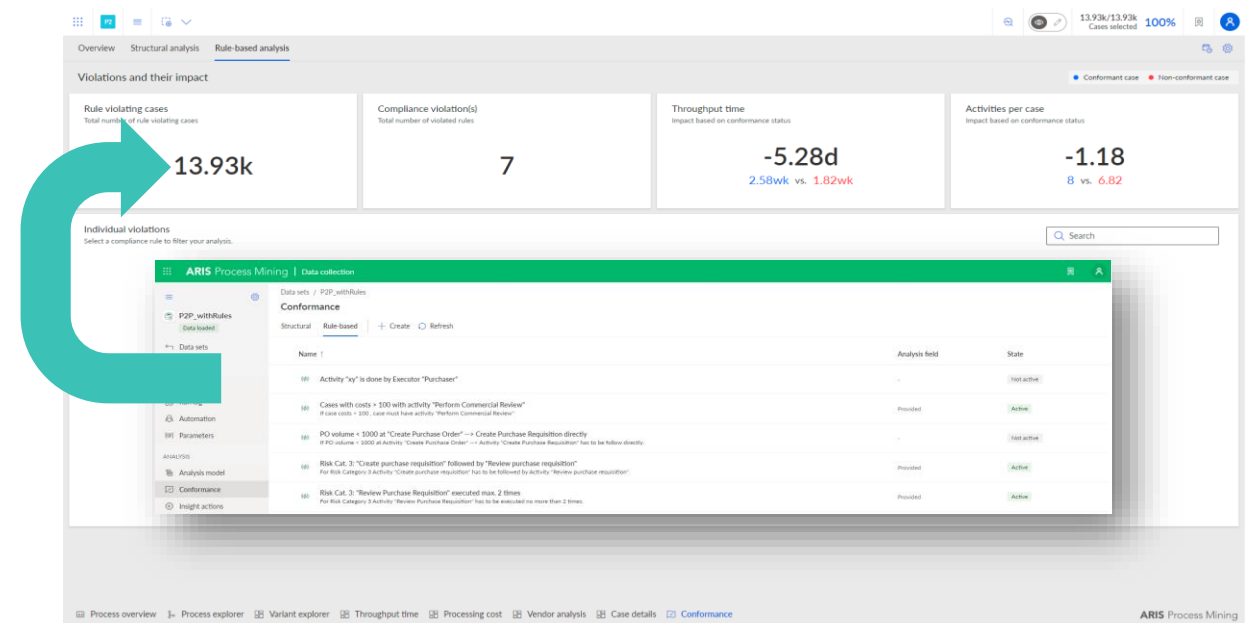 P2
13.93k/13.93k
Cases selected
100%
Overview Structural analysis Rule-based analysis
Violations and their impact
Conformant case Non-conformant case
Rule violating cases
Total number of rule violating cases
13.93k
Compliance violation(s)
Total number of violated rules
7
Throughput time
Impact based on conformance status
-5.28d
2.58wk vs. 1.82wk
Activities per case
Impact based on conformance status
-1.18
8 vs. 6.82
Individual violations
Select a compliance rule to filter your analysis.
Search
ARIS Process Mining | Data collection
P2P_withRules
Data loaded
Data sets
Automation
Parameters
ANALYSIS
Analysis model
Conformance
Insight actions
Data sets / P2P_withRules
Conformance
Structural Rule-based + Create Refresh
Name ↑ Analysis field State
Activity "xy" is done by Executor "Purchaser" - Not active
Cases with costs > 100 with activity "Perform Commercial Review" Provided Active
If case costs > 100 , case must have activity "Perform Commercial Review"
PO volume < 1000 at "Create Purchase Order" --> Create Purchase Requisition directly - Not active
If PO volume < 1000 at Activity "Create Purchase Order" --> Activity "Create Purchase Requisition" has to be follow directly.
Risk Cat. 3: "Create purchase requisition" followed by "Review purchase requisition" Provided Active
For Risk Category 3 Activity "Create purchase requisition" has to be followed by Activity "Review purchase requisition"
Risk Cat. 3: "Review Purchase Requisition" executed max. 2 times Provided Active
For Risk Category 3 Activity "Review Purchase Requisition" has to be executed no more than 2 times
Process overview Process explorer Variant explorer Throughput time Processing cost Vendor analysis Case details Conformance
ARIS Process Mining